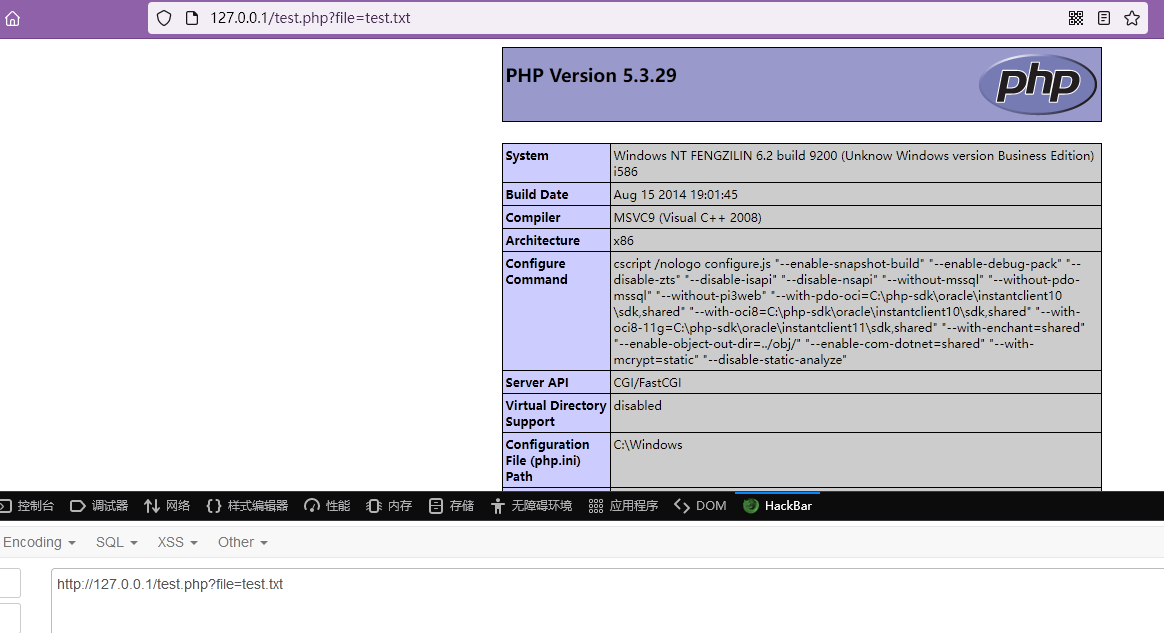 127.0.0.1/test.php?file=test.txt
PHP Version 5.3.29
php
System
Windows NT FENGZILIN 6.2 build 9200 (Unknow Windows version Business Edition)
i586
Build Date
Aug 15 2014 19:01:45
Compiler
MSVC9 (Visual C++ 2008)
Architecture
x86
Configure
Command
cscript /nologo configure.js "--enable-snapshot-build" "--enable-debug-pack" "--
disable-zts" "--disable-isapi" "--disable-nsapi" "--without-mssql" "--without-pdo-
mssql" "--without-pi3web" "--with-pdo-oci=C:\php-sdk\oracle\instantclient10
\sdk,shared" "--with-oci8=C:\php-sdk\oracle\instantclient10\sdk,shared" "--with-
oci8-11g=C:\php-sdk\oracle\instantclient11\sdk,shared" "--with-enchant=shared"
"--enable-object-out-dir=../obj/" "--enable-com-dotnet=shared" "--with-
mcrypt=static" "--disable-static-analyze"
Server API
CGI/FastCGI
Virtual Directory
Support
disabled
Configuration
File (php.ini)
Path
C:\Windows
控制台 调试器 网络 样式编辑器 性能 内存 存储 无障碍环境 应用程序 DOM HackBar
Encoding SQL XSS Other
http://127.0.0.1/test.php?file=test.txt